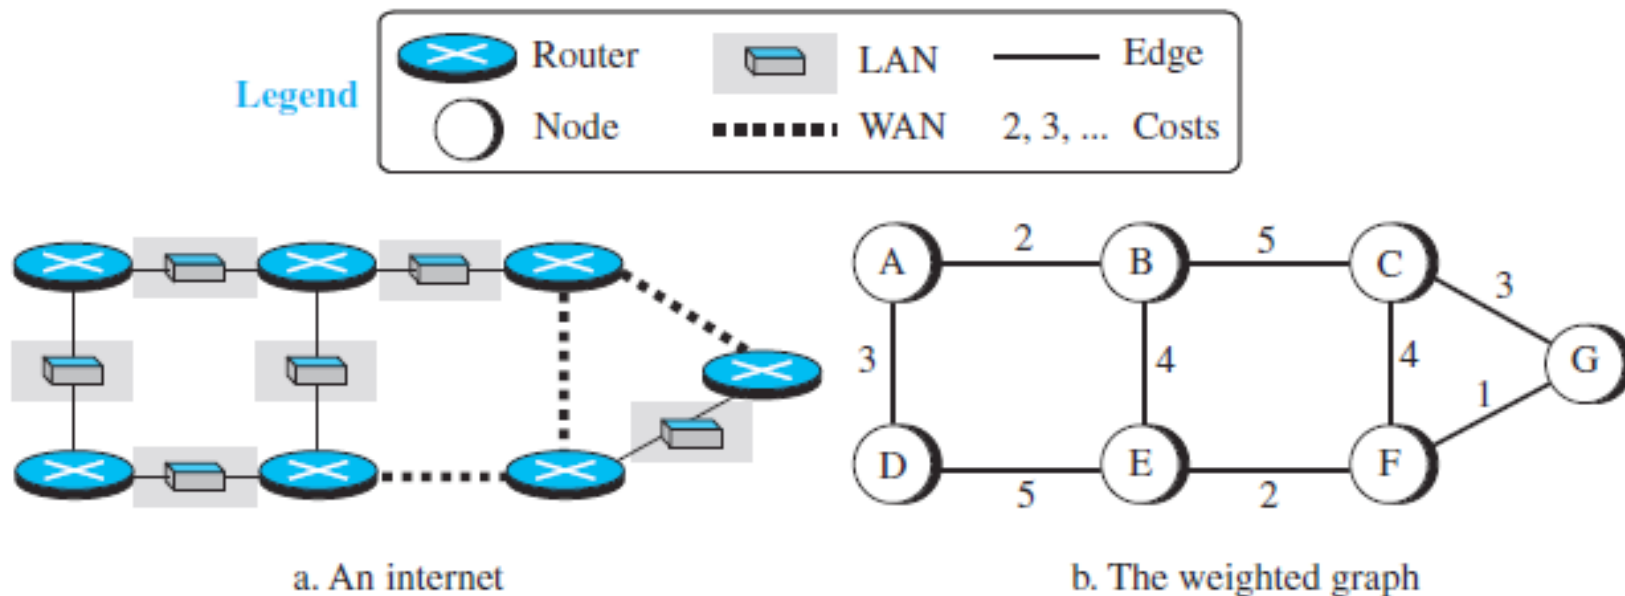 Legend
Router LAN Edge
Node WAN 2, 3, ... Costs
A 2 B 5 C 3
3 4 4 G
1
D 5 E 2 F
a. An internet b. The weighted graph